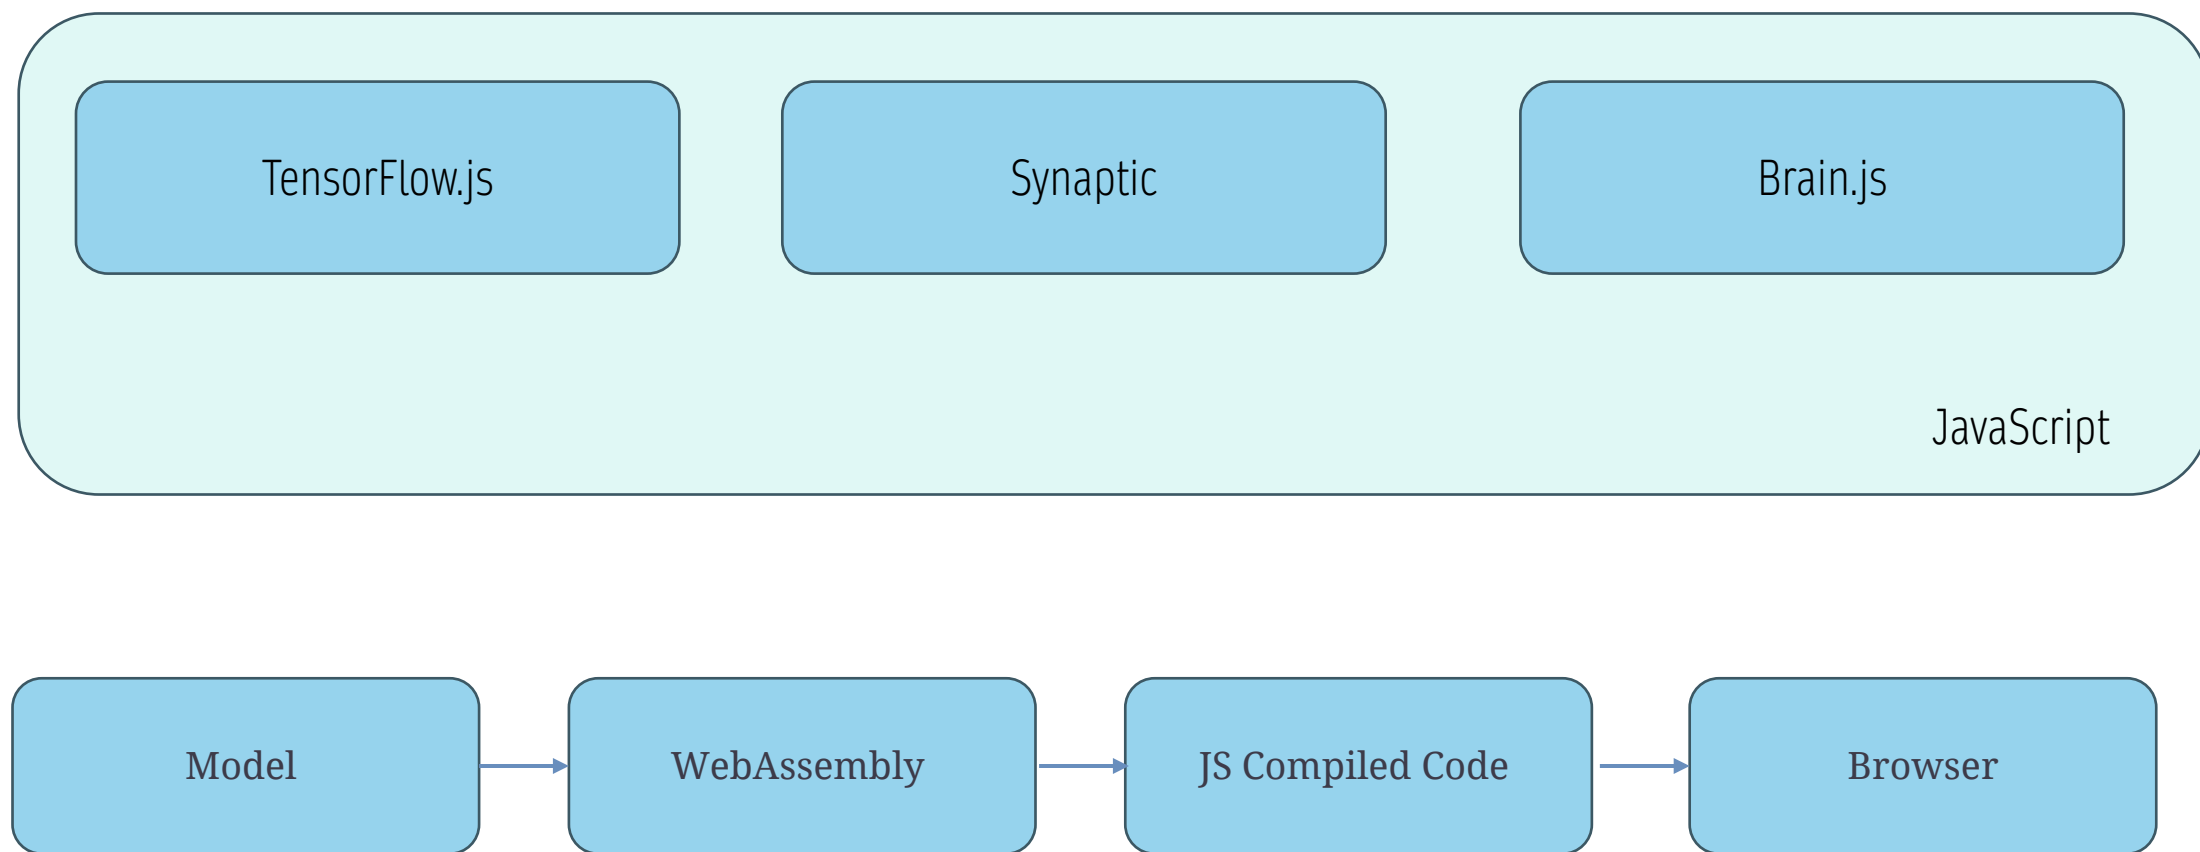 TensorFlow.js
Synaptic
Brain.js
JavaScript
Model
WebAssembly
JS Compiled Code
Browser